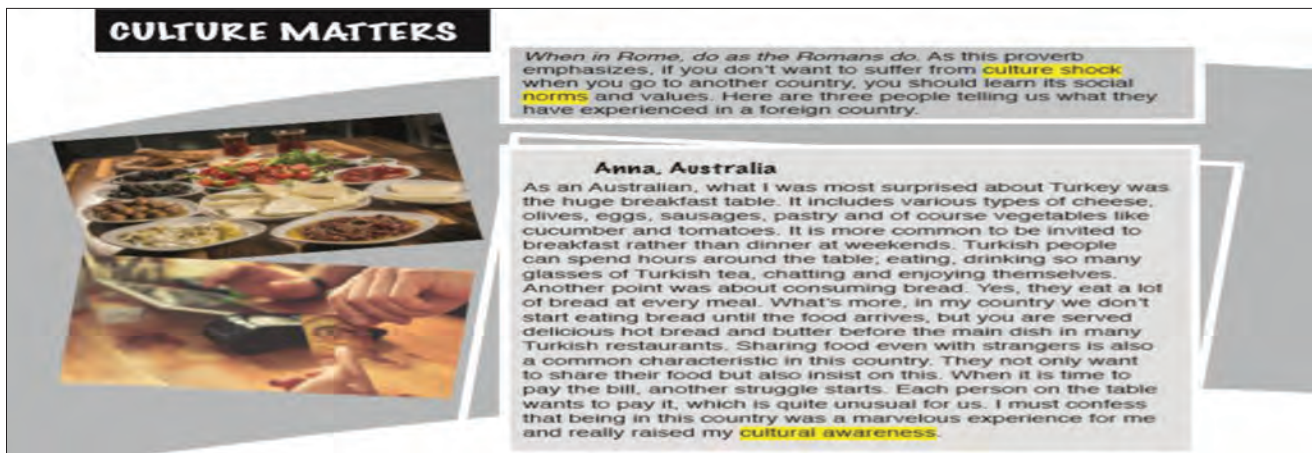 CULTURE MATTERS
When in Rome, do as the Romans do. As this proverb
emphasizes, if you don't want to suffer from culture shock
when you go to another country, you should learn its social
norms and values. Here are three people telling us what they
have experienced in a foreign country.
Anna, Australia
As an Australian, what I was most surprised about Turkey was
the huge breakfast table. It includes various types of cheese,
olives, eggs, sausages, pastry and of course vegetables like
cucumber and tomatoes. It is more common to be invited to
breakfast rather than dinner at weekends. Turkish people
can spend hours around the table; eating, drinking so many
glasses of Turkish tea, chatting and enjoying themselves.
Another point was about consuming bread. Yes, they eat a lot
of bread at every meal. What's more, in my country we don't
start eating bread until the food arrives, but you are served
delicious hot bread and butter before the main dish in many
Turkish restaurants. Sharing food even with strangers is also
a common characteristic in this country. They not only want
to share their food but also insist on this. When it is time to
pay the bill, another struggle starts. Each person on the table
wants to pay it, which is quite unusual for us. I must confess
that being in this country was a marvelous experience for me
and really raised my cultural awareness.